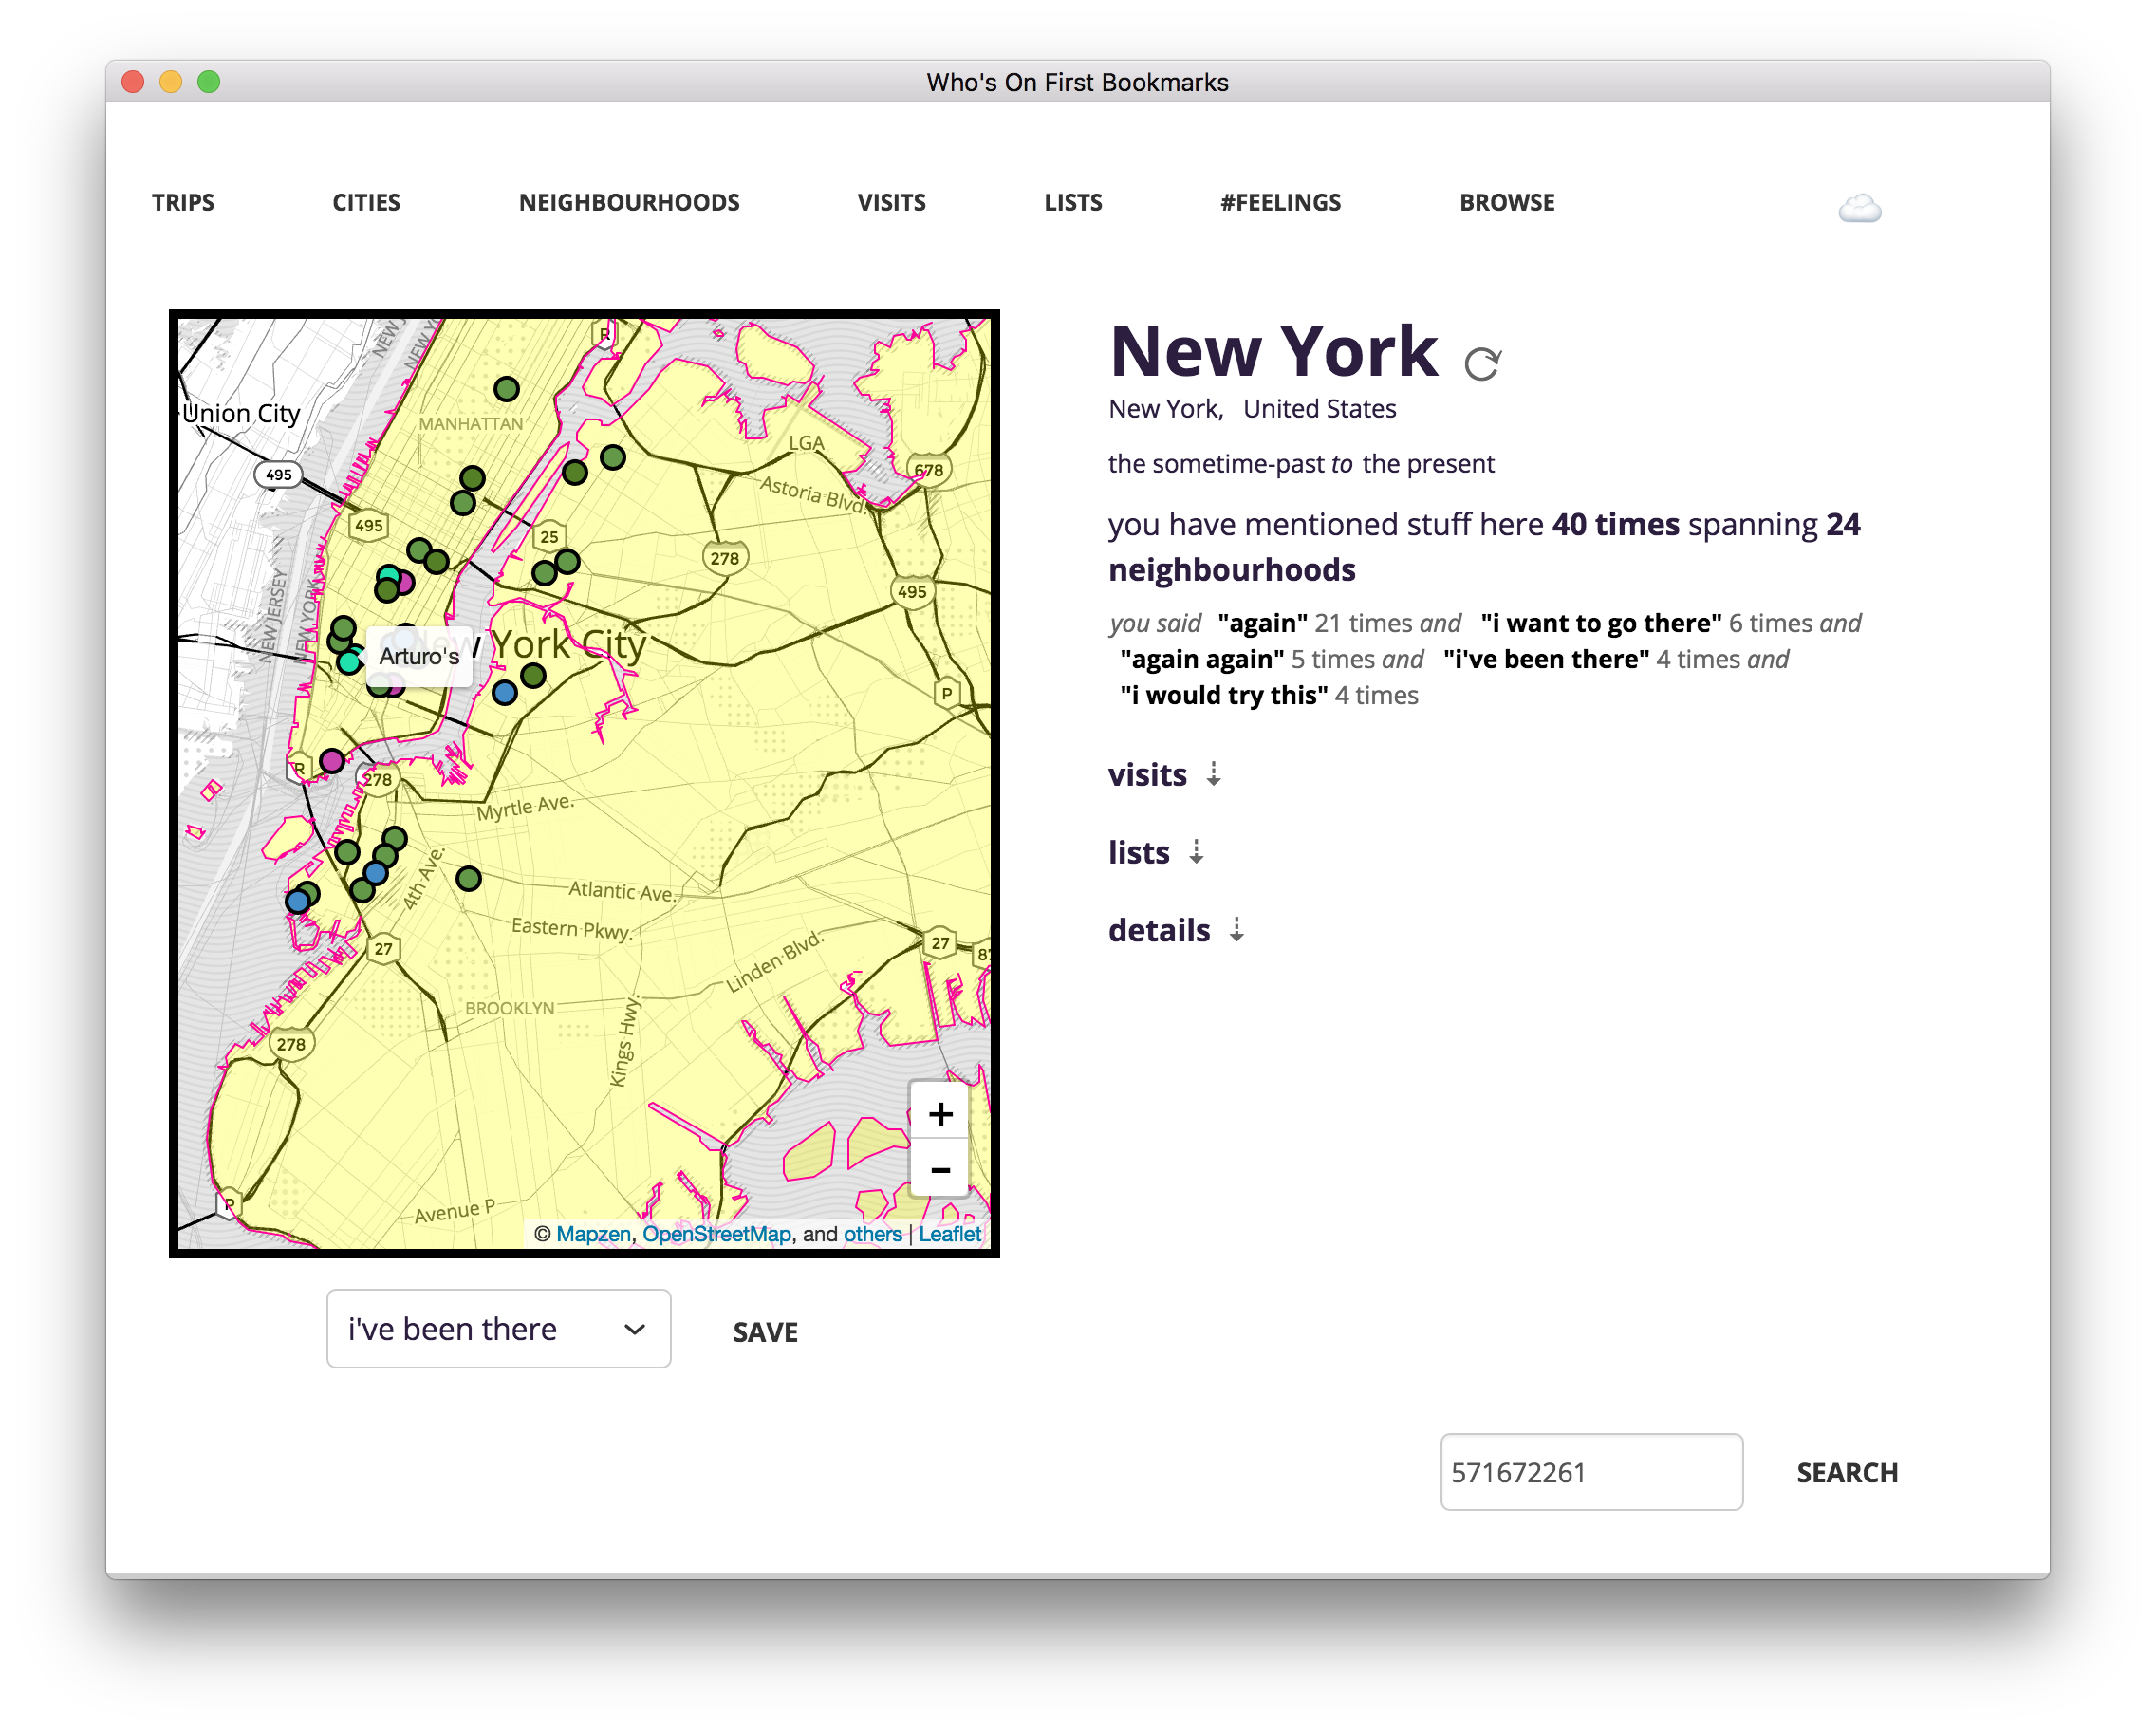 Who's On First Bookmarks
TRIPS CITIES NEIGHBOURHOODS VISITS LISTS #FEELINGS BROWSE
New York
New York, United States
the sometime-past to the present
you have mentioned stuff here 40 times spanning 24
neighbourhoods
you said "again" 21 times and "i want to go there" 6 times and
"again again" 5 times and "i've been there" 4 times and
"i would try this" 4 times
visits
lists
details
NEW J
NEW YO
R
Union City
MANHATTAN
LGA
495
678
Astoria Blvd.
495
25
278
495
NEW JERSEY
NEW YORK
York City
Arturo's
P
R
278
Myrtle Ave.
4th Ave.
Atlantic Ave.
Eastern Pkwy.
27
27
87
Linden Blvd.
BROOKLYN
Kings Hwy.
278
+
−
P
Avenue P
© Mapzen, OpenStreetMap, and others | Leaflet
i've been there
SAVE
571672261
SEARCH